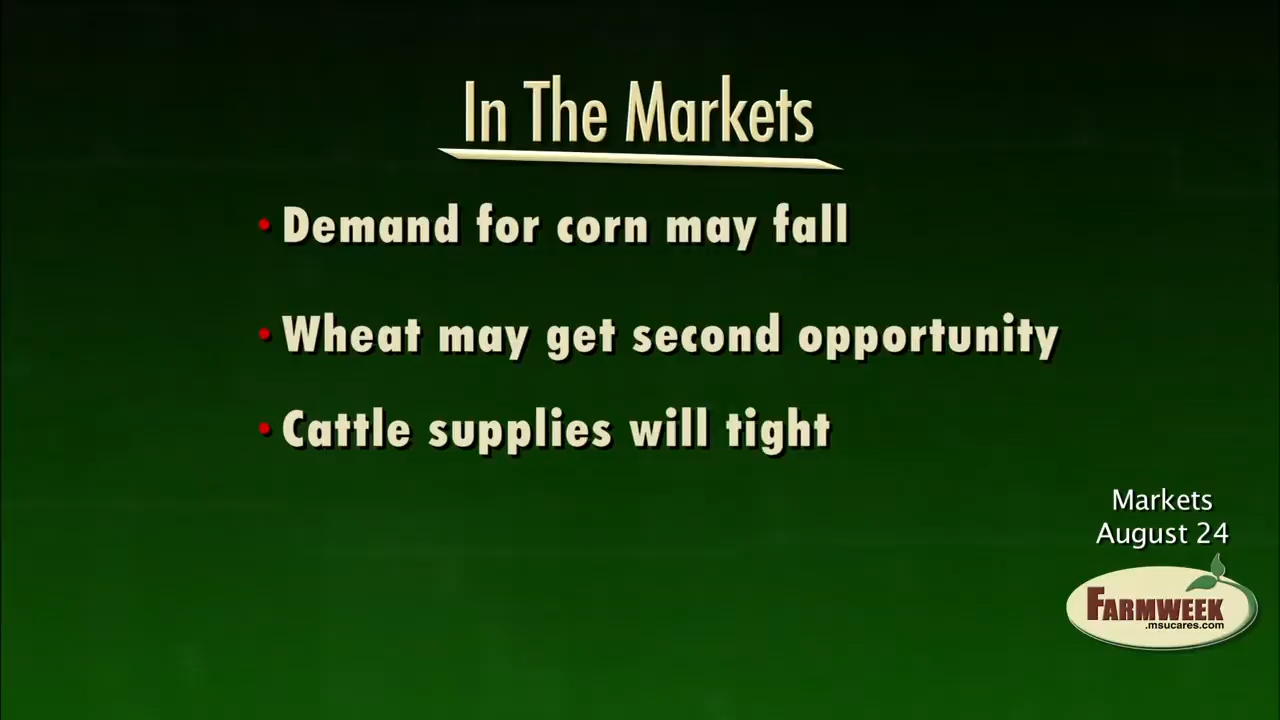 In The Markets
• Demand for corn may fall
• Wheat may get second opportunity
• Cattle supplies will tight
Markets
August 24
FARMWEEK
.msucares.com